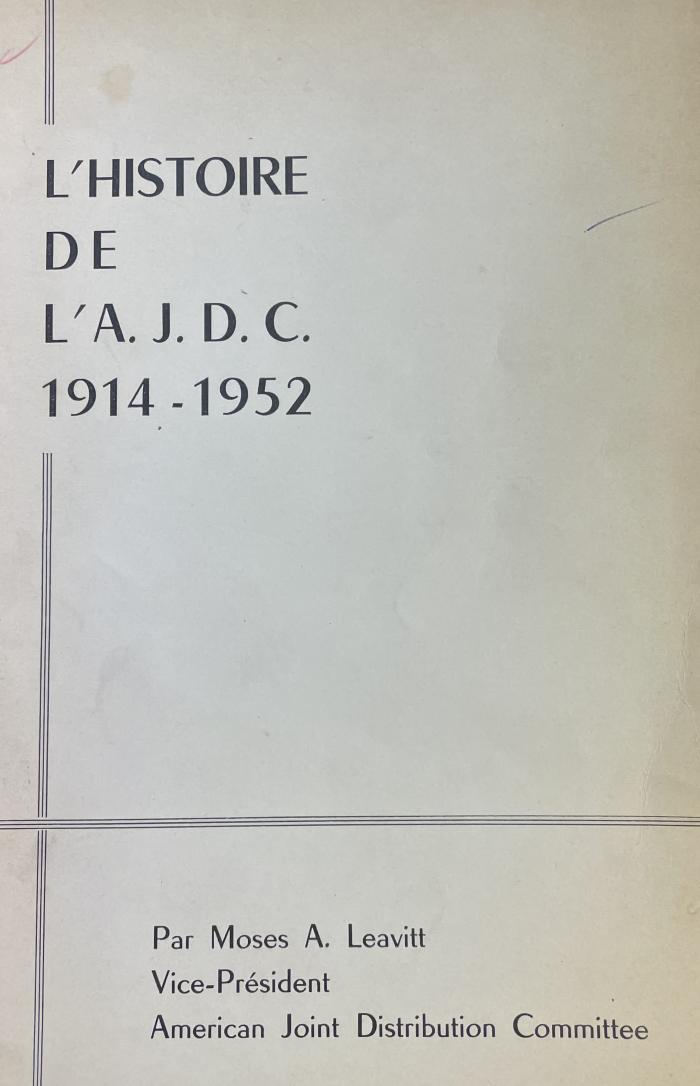 L'HISTOIRE
DE
L'A. J. D. C.
1914-1952
Par Moses A. Leavitt
Vice-Président
American Joint Distribution Committee